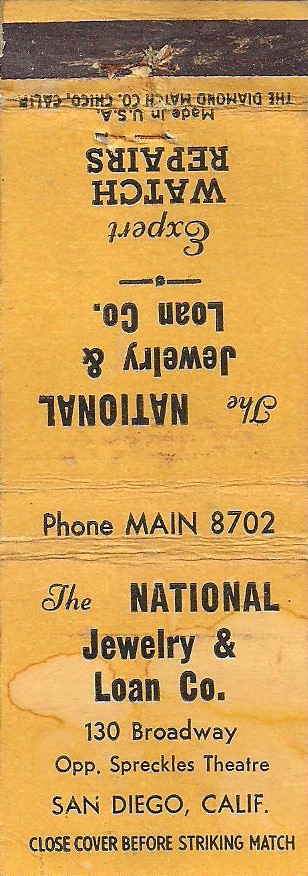 The NATIONAL
Jewelry &
Loan Co.
Expert
WATCH
REPAIRS
Made in U.S.A.
THE DIAMOND MATCH CO. CHICO, CALIF.
Phone MAIN 8702
The NATIONAL
Jewelry &
Loan Co.
130 Broadway
Opp. Spreckles Theatre
SAN DIEGO, CALIF.
CLOSE COVER BEFORE STRIKING MATCH